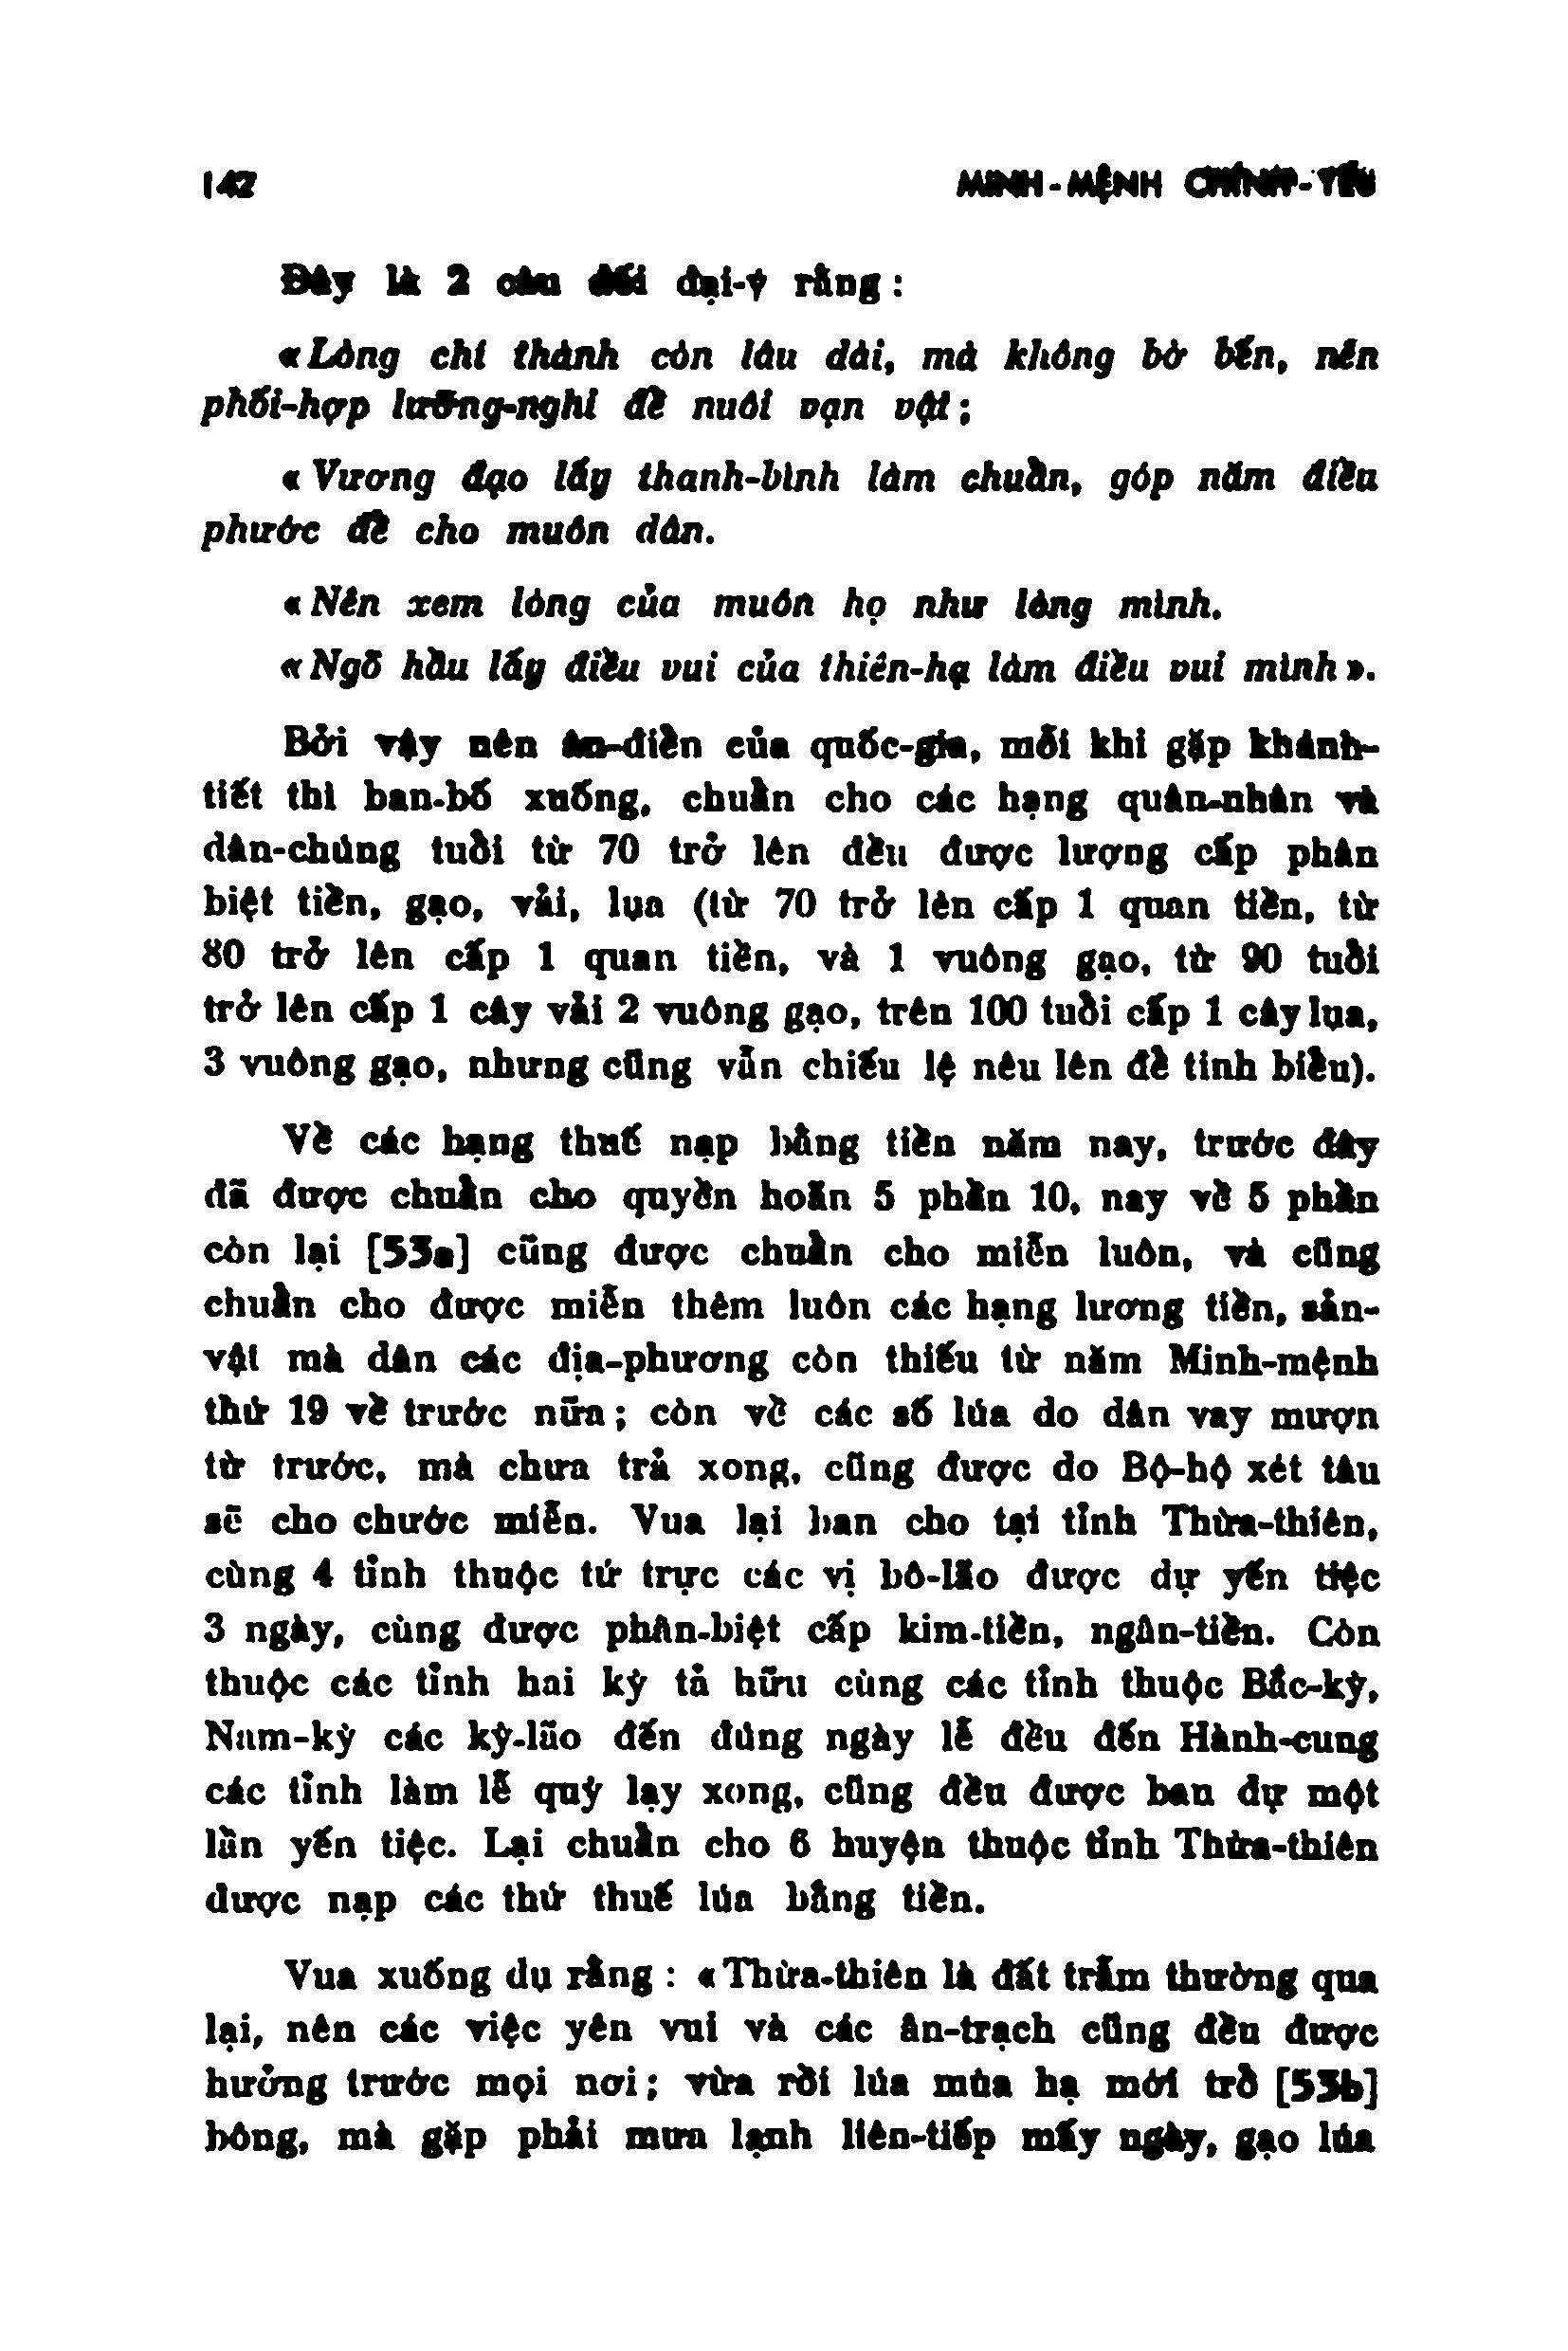 142 MINH-MỆNH CHÍNH-YẾU
Đây là 2 câu đối đại-ý rằng :
«Lòng chí thành còn lâu dài, mà không bờ bến, nên
phối-hợp lưỡng-nghi để nuôi vạn vật ;
« Vương đạo lấy thanh-bình làm chuẩn, góp năm điều
phước để cho muôn dân.
« Nên xem lòng của muôn họ như lòng mình.
« Ngõ hầu lấy điều vui của thiên-hạ làm điều vui mình ».
Bởi vậy nên ân-điển của quốc-gia, mỗi khi gặp khánh-
tiết thì ban-bố xuống, chuẩn cho các hạng quân-nhân và
dân-chúng tuổi từ 70 trở lên đều được lượng cấp phân
biệt tiền, gạo, vải, lụa (từ 70 trở lên cấp 1 quan tiền, từ
80 trở lên cấp 1 quan tiền, và 1 vuông gạo, từ 90 tuổi
trở lên cấp 1 cây vải 2 vuông gạo, trên 100 tuổi cấp 1 cây lụa,
3 vuông gạo, nhưng cũng vẫn chiếu lệ nêu lên để tinh biểu).
Về các hạng thuế nạp bằng tiền năm nay, trước đây
đã được chuẩn cho quyền hoãn 5 phần 10, nay về 5 phần
còn lại [53a] cũng được chuẩn cho miễn luôn, và cũng
chuẩn cho được miễn thêm luôn các hạng lương tiền, sản-
vật mà dân các địa-phương còn thiếu từ năm Minh-mệnh
thứ 19 về trước nữa ; còn về các số lúa do dân vay mượn
từ trước, mà chưa trả xong, cũng được do Bộ-hộ xét tâu
sẽ cho chước miễn. Vua lại ban cho tại tỉnh Thừa-thiên,
cùng 4 tỉnh thuộc tứ trực các vị bô-lão được dự yến tiệc
3 ngày, cùng được phân-biệt cấp kim-tiền, ngân-tiền. Còn
thuộc các tỉnh hai kỳ tả hữu cùng các tỉnh thuộc Bắc-kỳ,
Nam-kỳ các kỳ-lão đến đúng ngày lễ đều đến Hành-cung
các tỉnh làm lễ quỳ lạy xong, cũng đều được ban dự một
lần yến tiệc. Lại chuẩn cho 6 huyện thuộc tỉnh Thừa-thiên
được nạp các thứ thuế lúa bằng tiền.
Vua xuống dụ rằng : «Thừa-thiên là đất trẫm thường qua
lại, nên các việc yên vui và các ân-trạch cũng đều được
hưởng trước mọi nơi ; vừa rồi lúa mùa hạ mới trổ [53b]
bông, mà gặp phải mưa lạnh liên-tiếp mấy ngày, gạo lúa